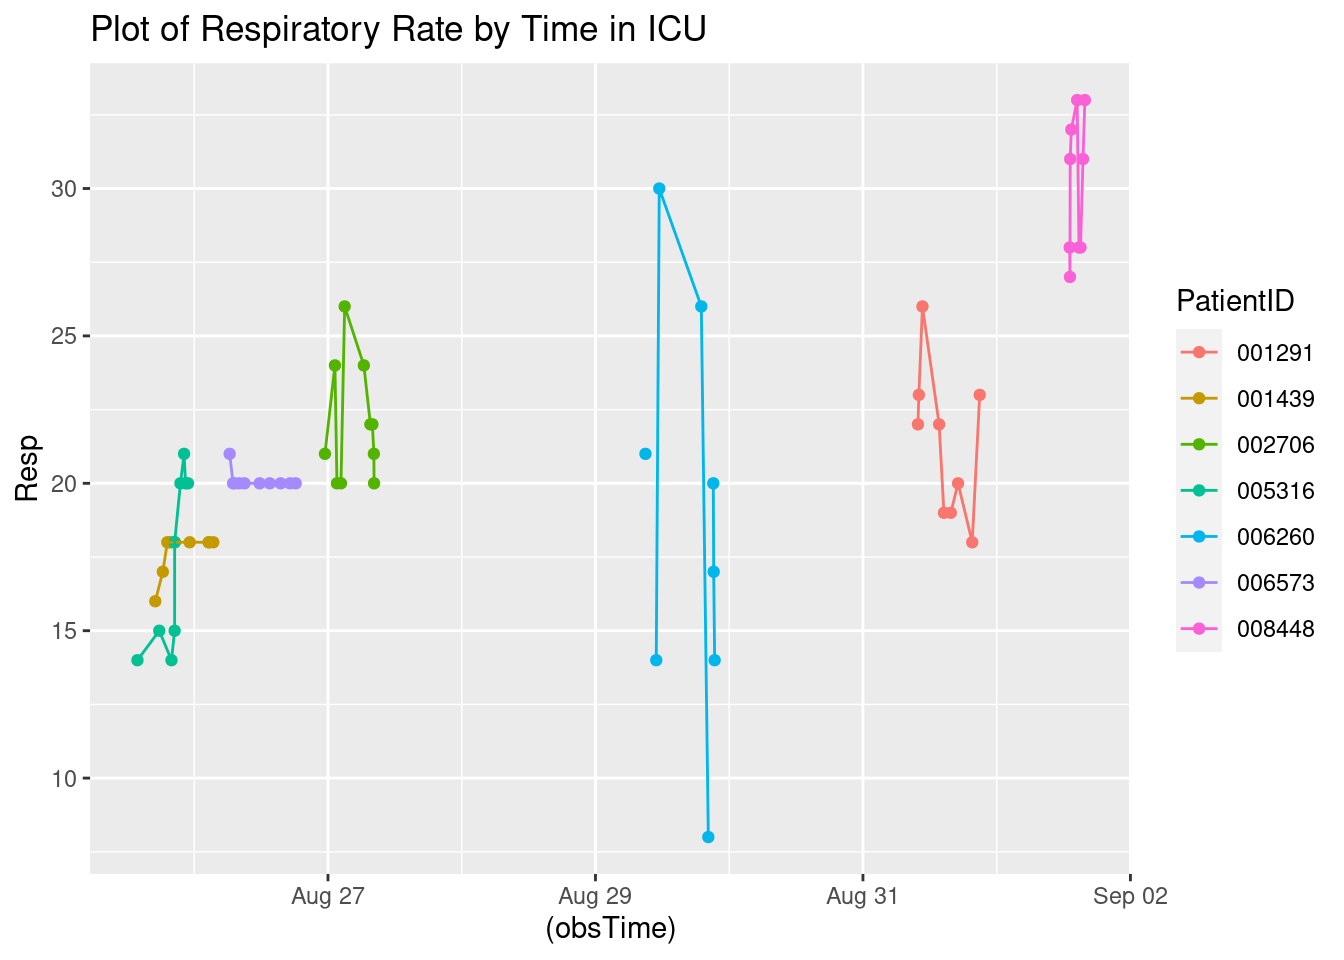 Plot of Respiratory Rate by Time in ICU
Resp
30
25
20
15
10
Aug 27
Aug 29
Aug 31
Sep 02
(obsTime)
PatientID
001291
001439
002706
005316
006260
006573
008448